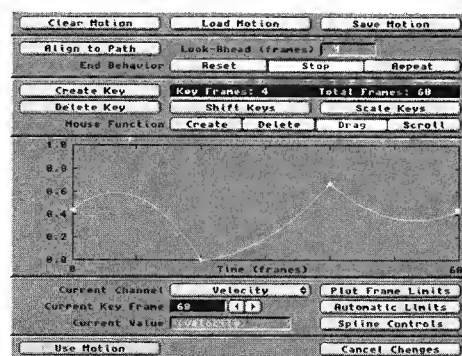 Clear Motion Load Motion Save Motion
Align to Path Look-Ahead (frames)
End Behavior Reset Stop Repeat
Create Key Key Frames: 4 Total Frames: 60
Delete Key Shift Keys Scale Keys
Mouse Function Create Delete Drag Scroll
1.0
0.8
0.6
0.4
0.2
0.0
0 Time (frames) 60
Current Channel Velocity Plot Frame Limits
Current Key Frame 60 Automatic Limits
Current Value Spline Controls
Use Motion Cancel Changes